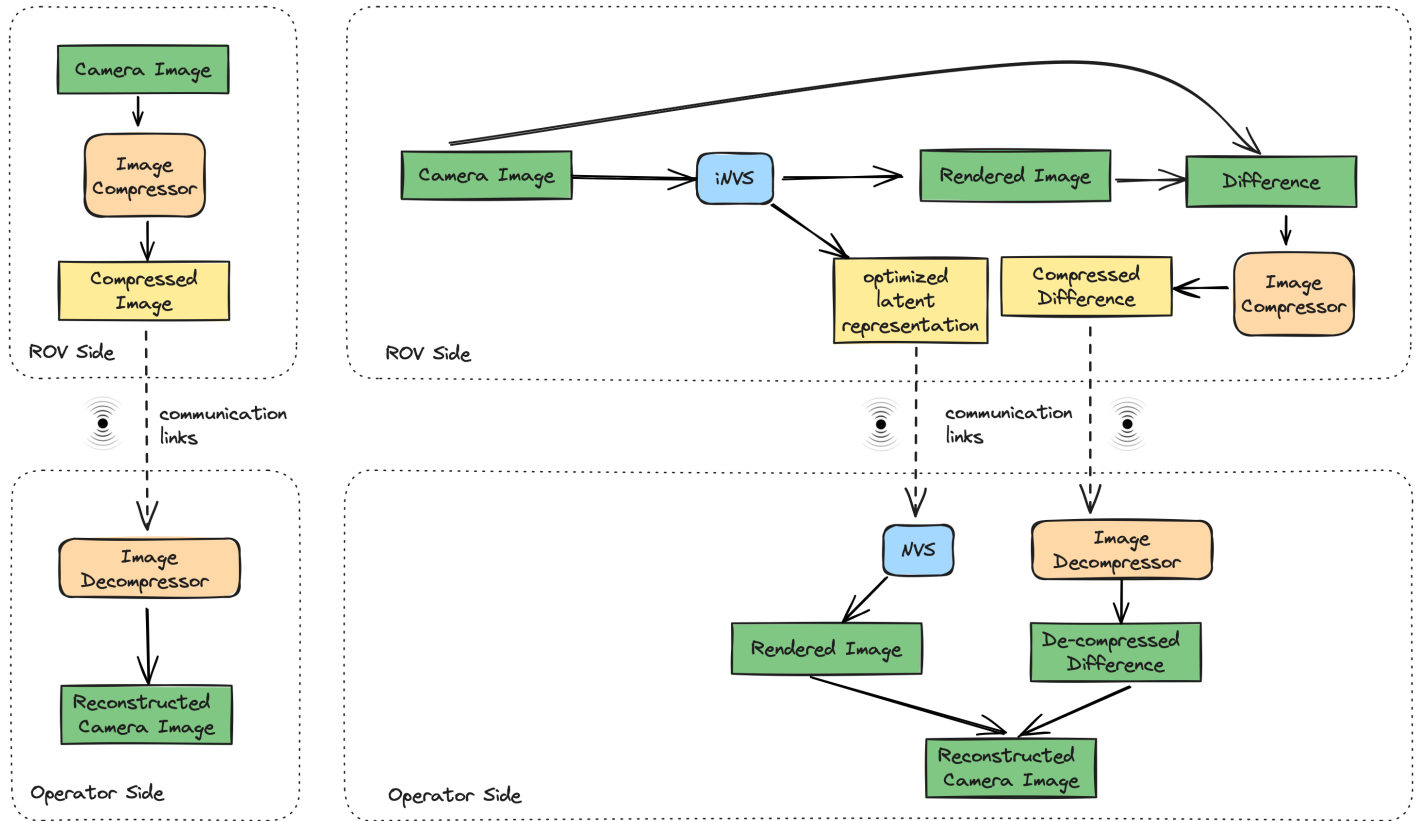 Camera Image
Image
Compressor
Compressed
Image
ROV Side
communication
links
Image
Decompressor
Reconstructed
Camera Image
Operator Side
Camera Image
iNVS
Rendered Image
Difference
optimized
latent
representation
Compressed
Difference
Image
Compressor
ROV Side
communication
links
NVS
Image
Decompressor
Rendered Image
De-compressed
Difference
Reconstructed
Camera Image
Operator Side